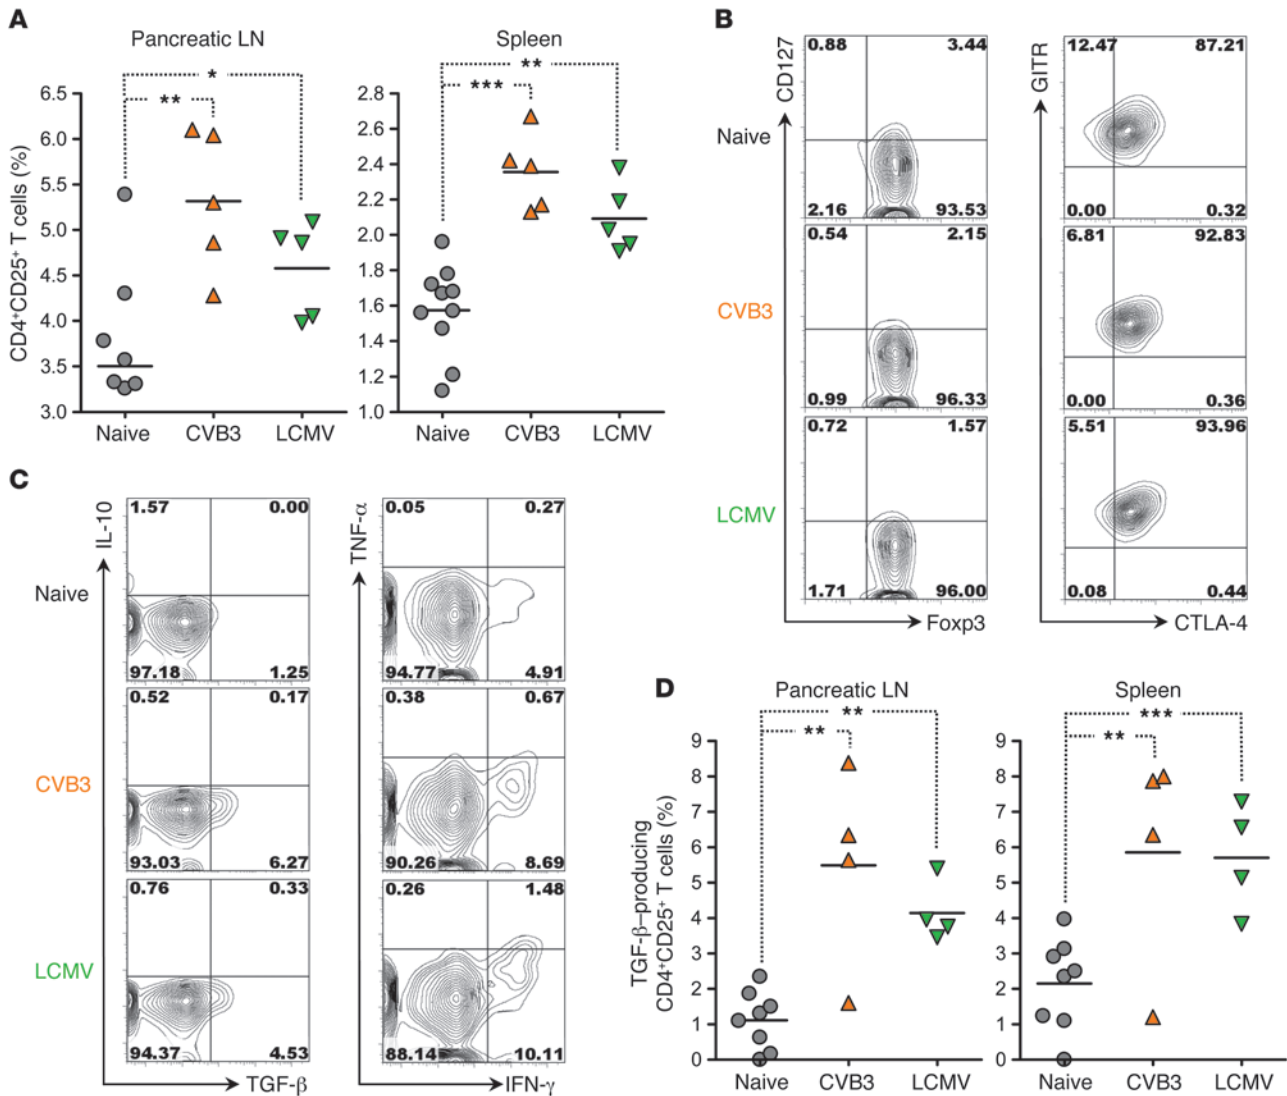 A
Pancreatic LN
Spleen
*
**
**
***
CD4+CD25+ T cells (%)
6.5
6.0
5.5
5.0
4.5
4.0
3.5
3.0
Naive
CVB3
LCMV
2.8
2.6
2.4
2.2
2.0
1.8
1.6
1.4
1.2
1.0
Naive
CVB3
LCMV
B
CD127
GITR
Naive
0.88 3.44
2.16 93.53
12.47 87.21
0.00 0.32
CVB3
0.54 2.15
0.99 96.33
6.81 92.83
0.00 0.36
LCMV
0.72 1.57
1.71 96.00
5.51 93.96
0.08 0.44
Foxp3
CTLA-4
C
IL-10
TNF-α
Naive
1.57 0.00
97.18 1.25
0.05 0.27
94.77 4.91
CVB3
0.52 0.17
93.03 6.27
0.38 0.67
90.26 8.69
LCMV
0.76 0.33
94.37 4.53
0.26 1.48
88.14 10.11
TGF-β
IFN-γ
D
Pancreatic LN
Spleen
**
**
***
**
TGF-β–producing
CD4+CD25+ T cells (%)
9
8
7
6
5
4
3
2
1
0
Naive
CVB3
LCMV
9
8
7
6
5
4
3
2
1
0
Naive
CVB3
LCMV